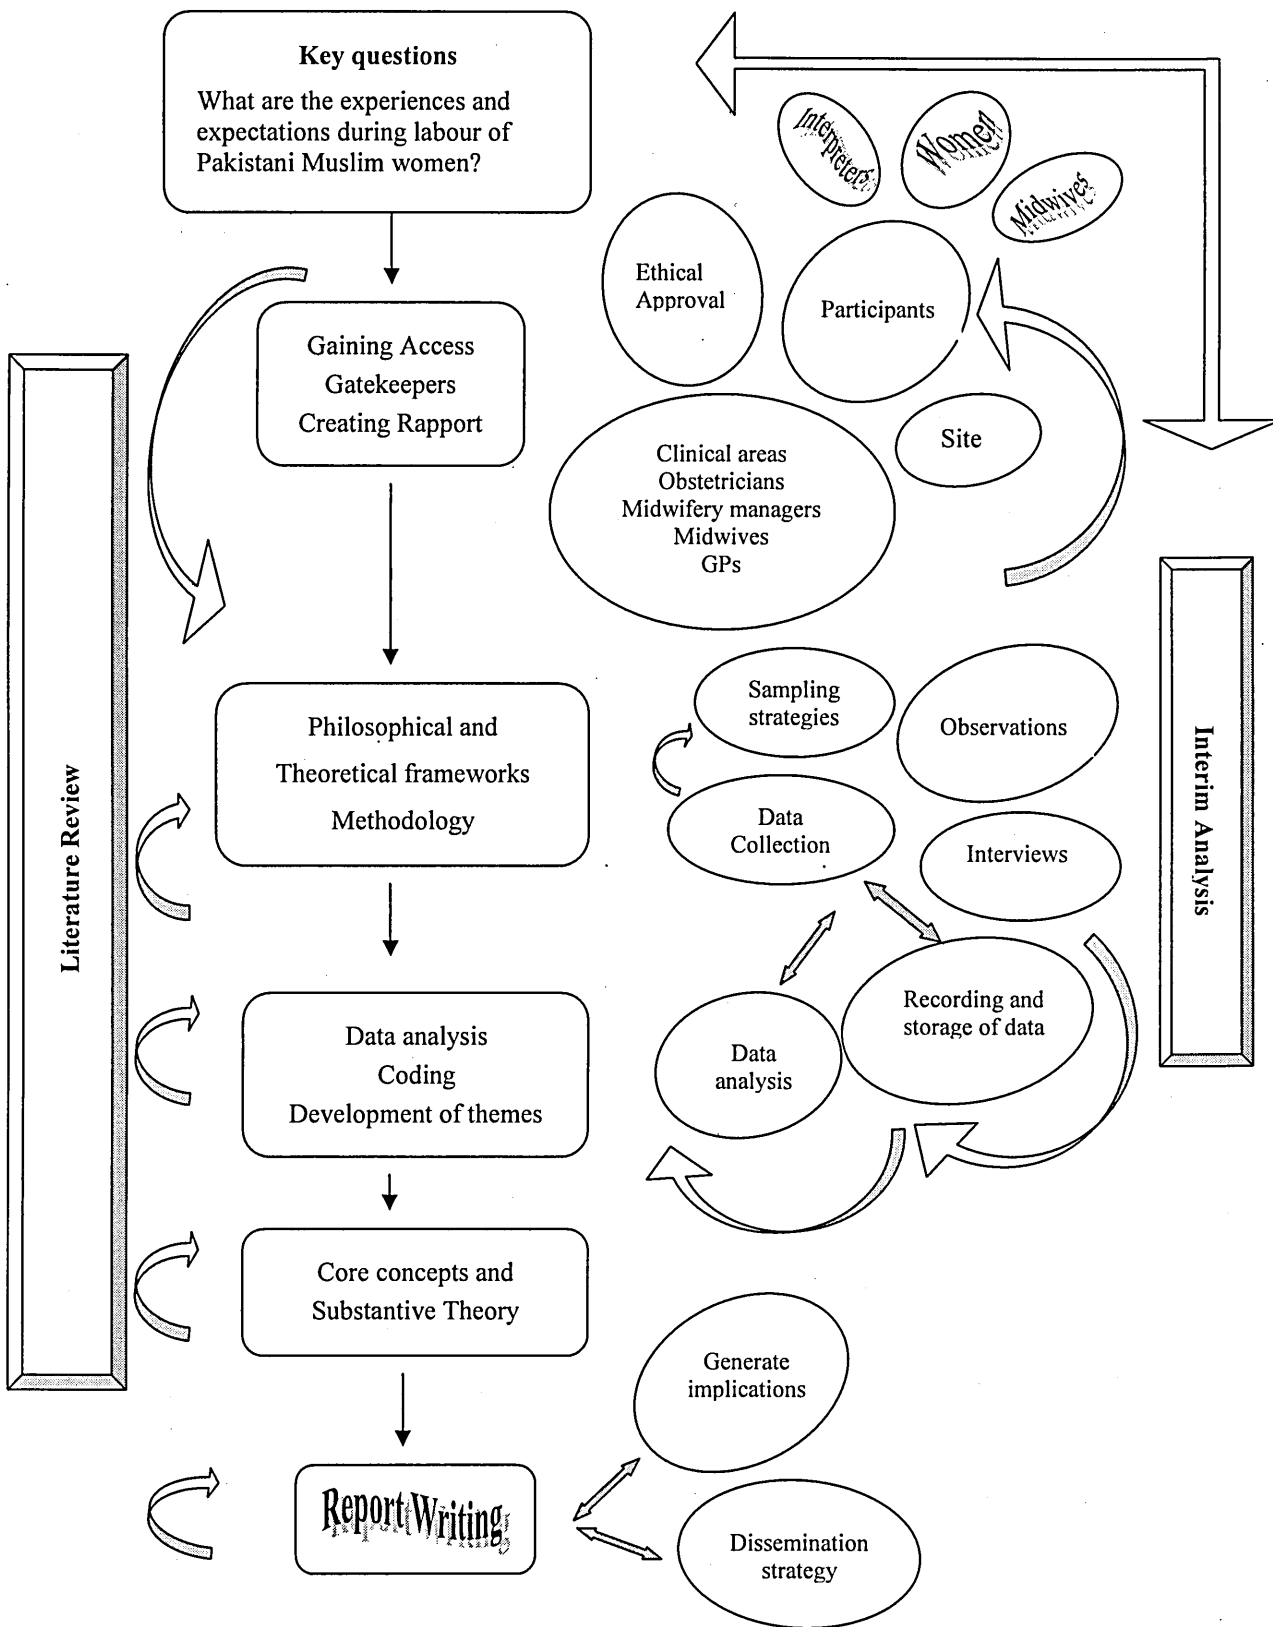 Key questions
What are the experiences and
expectations during labour of
Pakistani Muslim women?
Interpreters
Women
Midwives
Ethical
Approval
Participants
Gaining Access
Gatekeepers
Creating Rapport
Site
Clinical areas
Obstetricians
Midwifery managers
Midwives
GPs
Literature Review
Philosophical and
Theoretical frameworks
Methodology
Sampling
strategies
Observations
Data
Collection
Interviews
Interim Analysis
Data analysis
Coding
Development of themes
Recording and
storage of data
Data
analysis
Core concepts and
Substantive Theory
Generate
implications
Report Writing
Dissemination
strategy